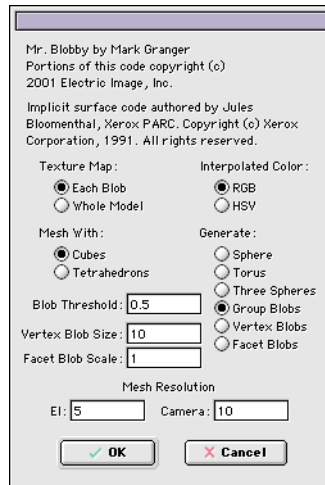 Mr. Blobby by Mark Granger
Portions of this code copyright (c)
2001 Electric Image, Inc.
Implicit surface code authored by Jules
Bloomenthal, Xerox PARC. Copyright (c) Xerox
Corporation, 1991. All rights reserved.
Texture Map:
Each Blob
Whole Model
Interpolated Color:
RGB
HSV
Mesh With:
Cubes
Tetrahedrons
Generate:
Sphere
Torus
Three Spheres
Group Blobs
Vertex Blobs
Facet Blobs
Blob Threshold: 0.5
Vertex Blob Size: 10
Facet Blob Scale: 1
Mesh Resolution
EI: 5 Camera: 10
OK Cancel